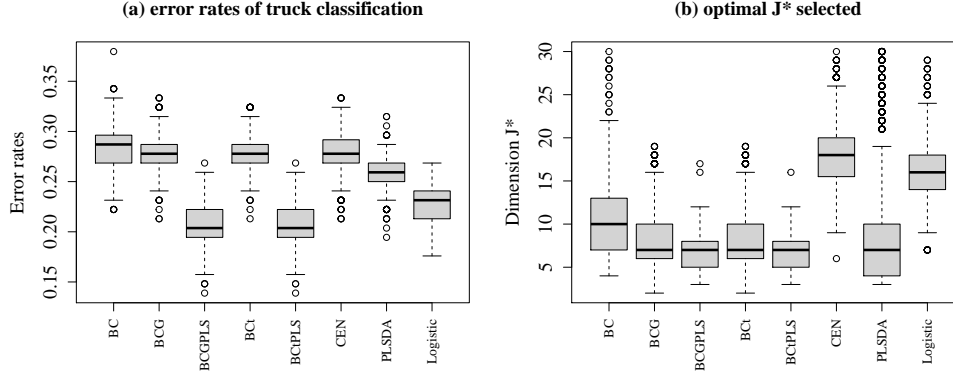 (a) error rates of truck classification
(b) optimal J* selected
Error rates
0.35
0.30
0.25
0.20
0.15
BC
BCG
BCGPLS
BCt
BCtPLS
CEN
PLSDA
Logistic
Dimension J*
30
25
20
15
10
5
BC
BCG
BCGPLS
BCt
BCtPLS
CEN
PLSDA
Logistic